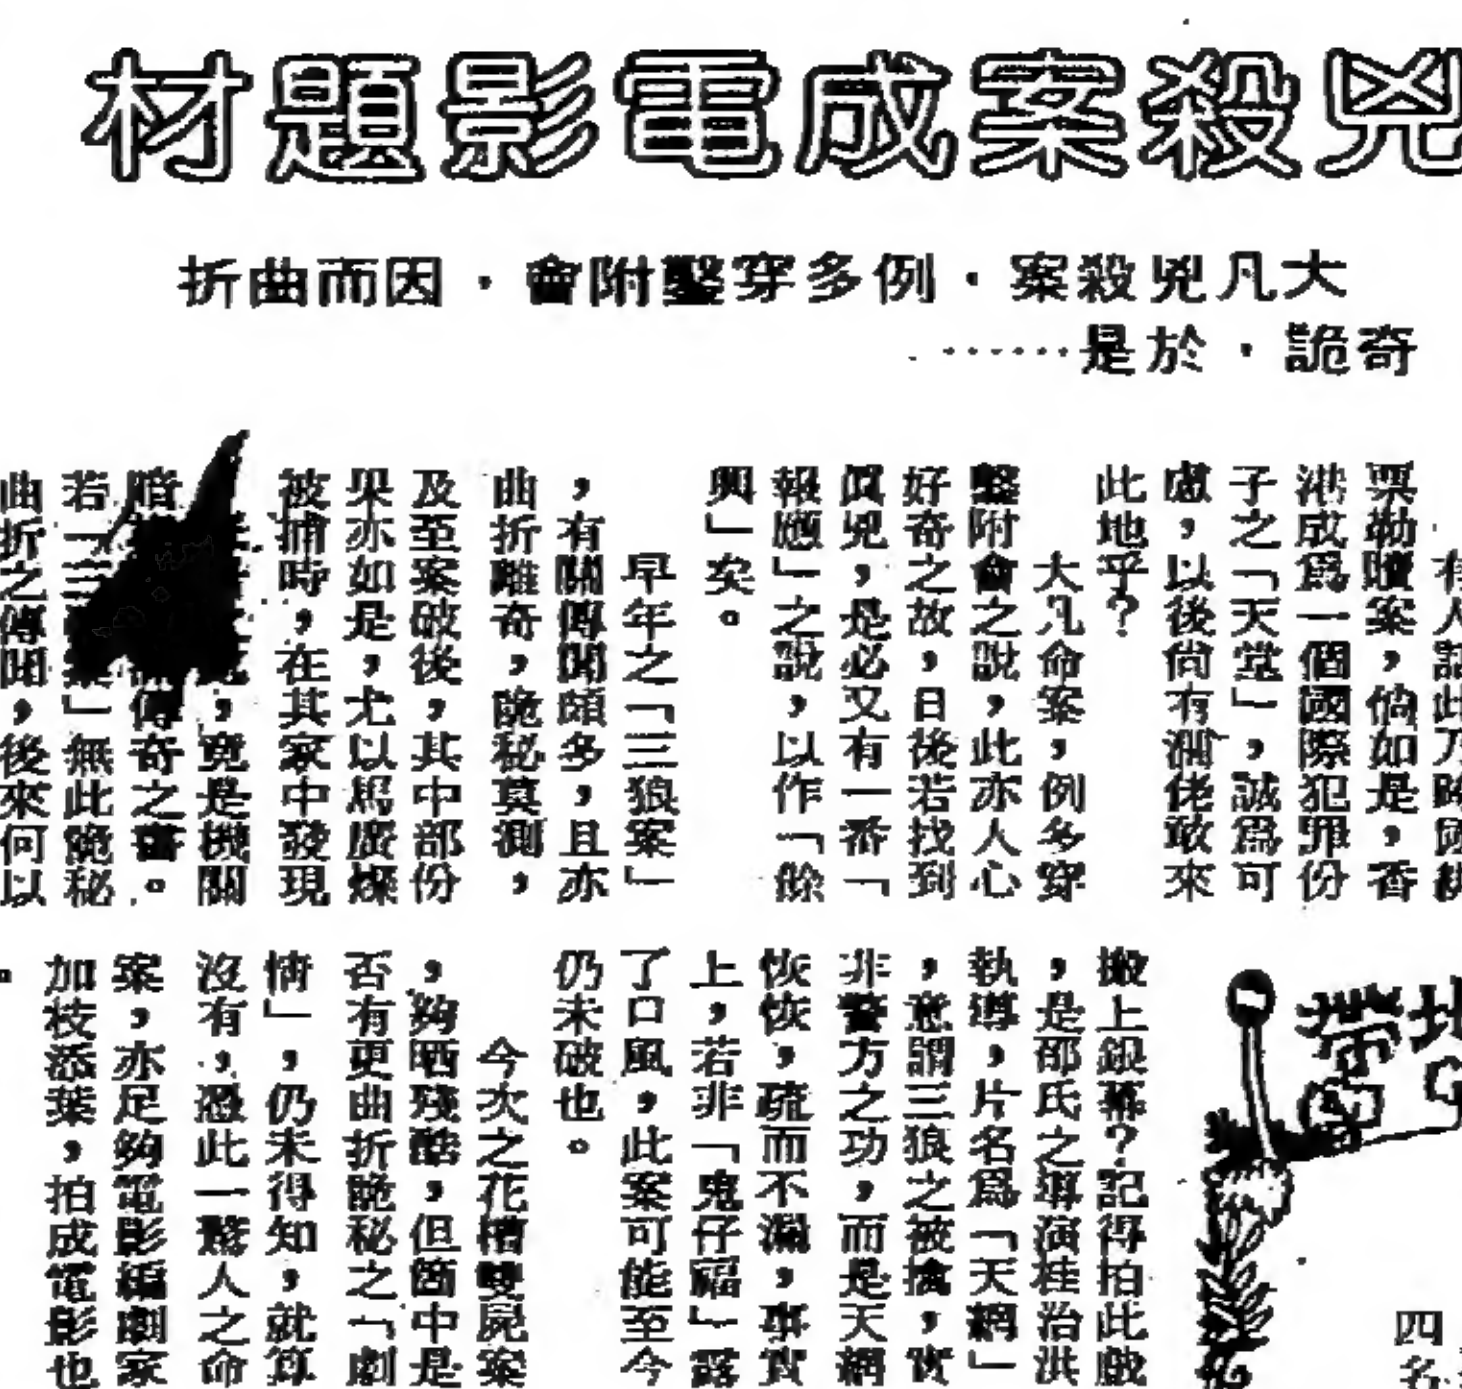 兇殺案成電影題材
大凡兇殺案．例多穿鑿附會．因而曲折
奇詭．於是⋯⋯
有人話此乃跨國綁
票勒贖案，倘如是，香
港成爲一個國際犯罪份
子之「天堂」，誠爲可
慮，以後尙有濶佬敢來
此地乎？
大凡命案，例多穿
鑿附會之說，此亦人心
好奇之故，日後若找到
眞兇，是必又有一番「
報應」之說，以作「餘
興」矣。
早年之「三狼案」
，有關傳聞頗多，且亦
曲折離奇，詭秘莫測，
及至案破後，其中部份
果亦如是，尤以馬廣燦
被捕時，在其家中發現
，竟是機關
傳奇之書。
若「三　」無此詭秘
曲折之傳聞，後來何以
地帶
搬上銀幕？記得拍此戲
，是邵氏之導演桂治洪
執導，片名爲「天網」
，意謂三狼之被擒，實
非警方之功，而是天網
恢恢，疏而不漏，事實
上，若非「鬼仔福」露
了口風，此案可能至今
仍未破也。
今次之花槽雙屍案
，夠晒殘酷，但箇中是
否有更曲折詭秘之「劇
情」，仍未得知，就算
沒有，憑此一驚人之命
案，亦足夠電影編劇家
加枝添葉，拍成電影也
。
四
名